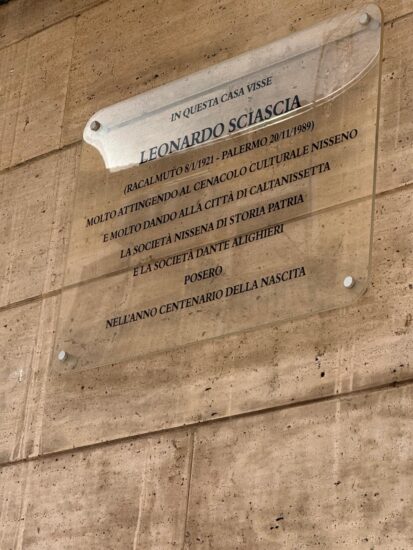 IN QUESTA CASA VISSE
LEONARDO SCIASCIA
(RACALMUTO 8/1/1921 - PALERMO 20/11/1989)
MOLTO ATTINGENDO AL CENACOLO CULTURALE NISSENO
E MOLTO DANDO ALLA CITTÀ DI CALTANISSETTA
LA SOCIETÀ NISSENA DI STORIA PATRIA
E LA SOCIETÀ DANTE ALIGHIERI
POSERO
NELL'ANNO CENTENARIO DELLA NASCITA